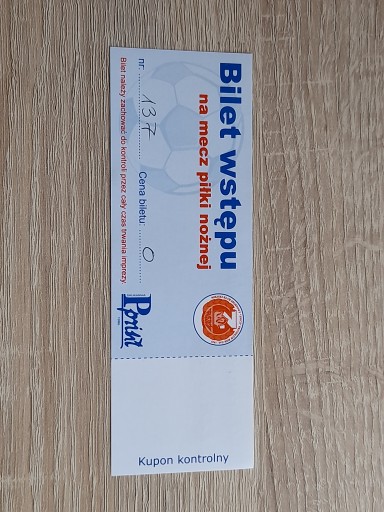 Bilet wstępu
na mecz piłki nożnej
nr. 137 Cena biletu: 0
Bilet należy zachować do kontroli przez cały czas trwania imprezy.
Kupon kontrolny